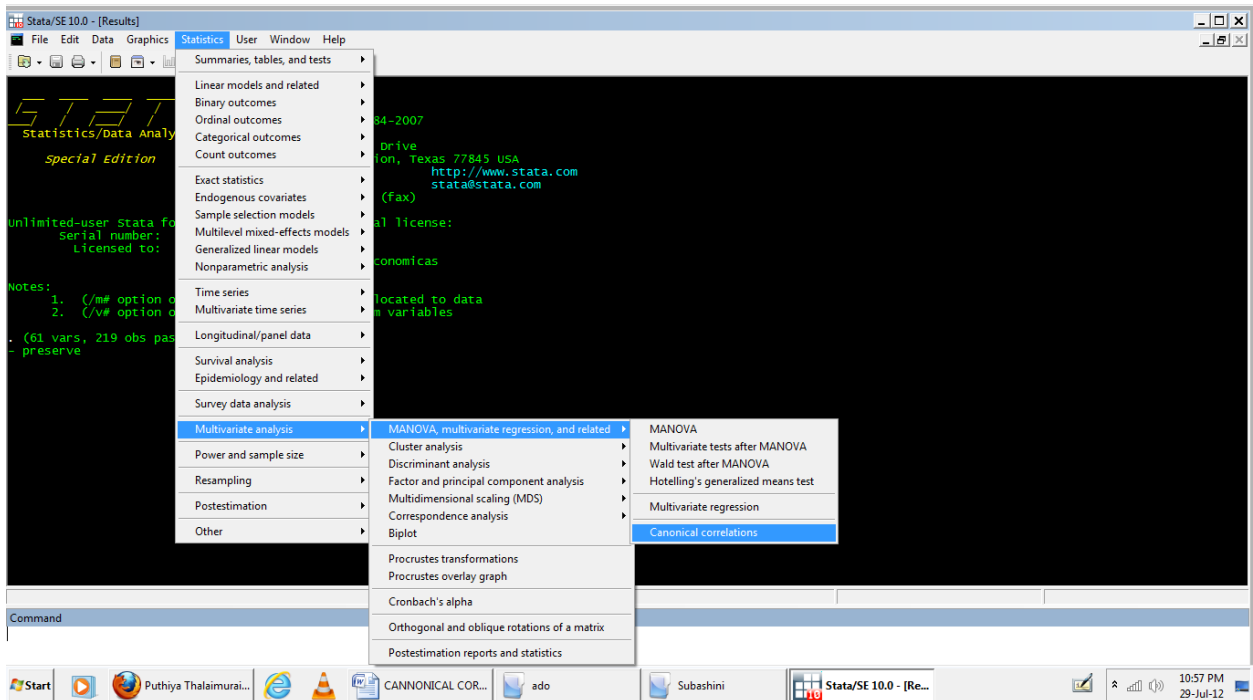 Stata/SE 10.0 - [Results]
File Edit Data Graphics Statistics User Window Help
Statistics/Data Analy
Special Edition
84-2007
Drive
ion, Texas 77845 USA
http://www.stata.com
stata@stata.com
(fax)
Unlimited-user Stata fo
al license:
Serial number:
Licensed to:
conomicas
Notes:
1. (/m# option o
located to data
2. (/v# option o
m variables
. (61 vars, 219 obs pas
- preserve
Summaries, tables, and tests
Linear models and related
Binary outcomes
Ordinal outcomes
Categorical outcomes
Count outcomes
Exact statistics
Endogenous covariates
Sample selection models
Multilevel mixed-effects models
Generalized linear models
Nonparametric analysis
Time series
Multivariate time series
Longitudinal/panel data
Survival analysis
Epidemiology and related
Survey data analysis
Multivariate analysis
Power and sample size
Resampling
Postestimation
Other
MANOVA, multivariate regression, and related
Cluster analysis
Discriminant analysis
Factor and principal component analysis
Multidimensional scaling (MDS)
Correspondence analysis
Biplot
Procrustes transformations
Procrustes overlay graph
Cronbach's alpha
Orthogonal and oblique rotations of a matrix
Postestimation reports and statistics
MANOVA
Multivariate tests after MANOVA
Wald test after MANOVA
Hotelling's generalized means test
Multivariate regression
Canonical correlations
Command
Start
Puthiya Thalaimurai...
CANNONICAL COR...
ado
Subashini
Stata/SE 10.0 - [Re...
10:57 PM
29-Jul-12